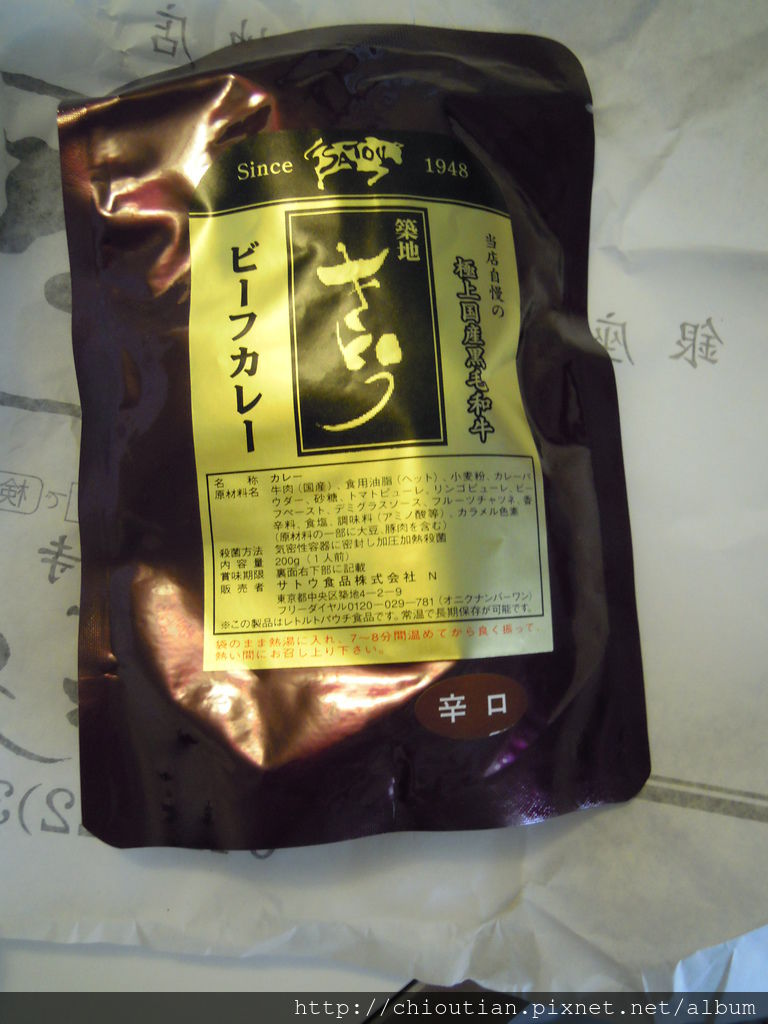 Since SATOU 1948
当店自慢の
極上国産黒毛和牛
築地
さとう
ビーフカレー
名 称 カレー
原材料名 牛肉(国産)、食用油脂(ヘット)、小麦粉、カレーパ
ウダー、砂糖、トマトピューレ、リンゴピューレ、ビー
フペースト、デミグラスソース、フルーツチャツネ、香
辛料、食塩、調味料(アミノ酸等)、カラメル色素
(原材料の一部に大豆、豚肉を含む)
殺菌方法 気密性容器に密封し加圧加熱殺菌
内 容 量 200g(1人前)
賞味期限 裏面右下部に記載
販 売 者 サトウ食品株式会社 N
東京都中央区築地4-2-9
フリーダイヤル0120-029-781(オニクナンバーワン)
※この製品はレトルトパウチ食品です。常温で長期保存が可能です。
袋のまま熱湯に入れ、7~8分間温めてから良く振って、
熱い間にお召し上り下さい。
辛口
銀座
http://chioutian.pixnet.net/album